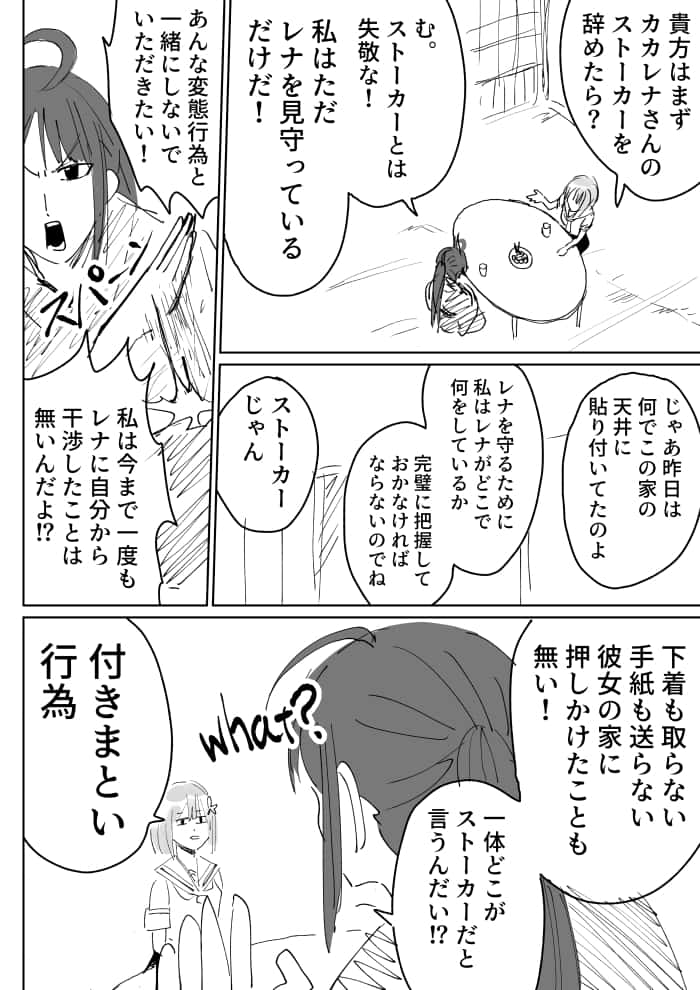 貴方はまず
カカレナさんの
ストーカーを
辞めたら?
む。
ストーカーとは
失敬な!
私はただ
レナを見守っている
だけだ!
あんな変態行為と
一緒にしないで
いただきたい!
スパン
じゃあ昨日は
何でこの家の
天井に
貼り付いてたのよ
レナを守るために
私はレナがどこで
何をしているか
完璧に把握して
おかなければ
ならないのでね
ストーカー
じゃん
私は今まで一度も
レナに自分から
干渉したことは
無いんだよ!?
下着も取らない
手紙も送らない
彼女の家に
押しかけたことも
無い!
一体どこが
ストーカーだと
言うんだい!?
what?
付きまとい
行為